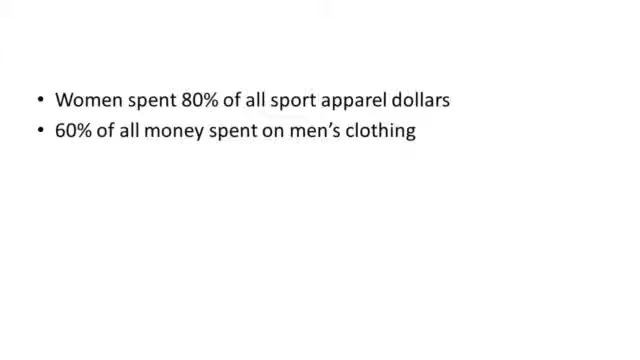 • Women spent 80% of all sport apparel dollars
• 60% of all money spent on men’s clothing